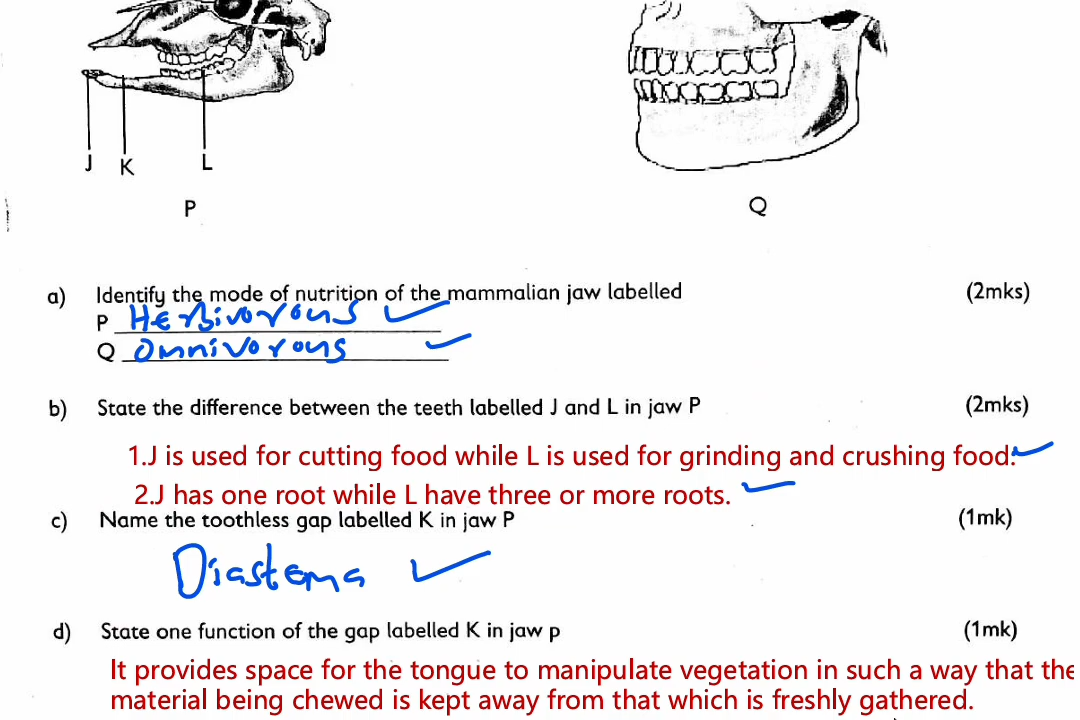 J K L
P Q
a) Identify the mode of nutrition of the mammalian jaw labelled (2mks)
P Herbivorous
Q Omnivorous
b) State the difference between the teeth labelled J and L in jaw P (2mks)
1.J is used for cutting food while L is used for grinding and crushing food.
2.J has one root while L have three or more roots.
c) Name the toothless gap labelled K in jaw P (1mk)
Diastema
d) State one function of the gap labelled K in jaw p (1mk)
It provides space for the tongue to manipulate vegetation in such a way that the
material being chewed is kept away from that which is freshly gathered.